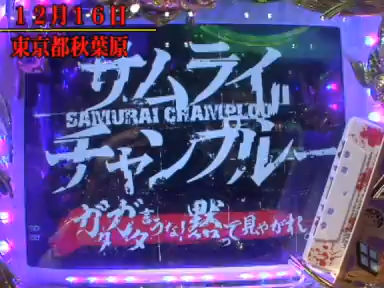 12月16日
東京都秋葉原
サムライ
SAMURAI CHAMPLOO
チャンプルー
ガタガタ言うな!黙って見やがれ。